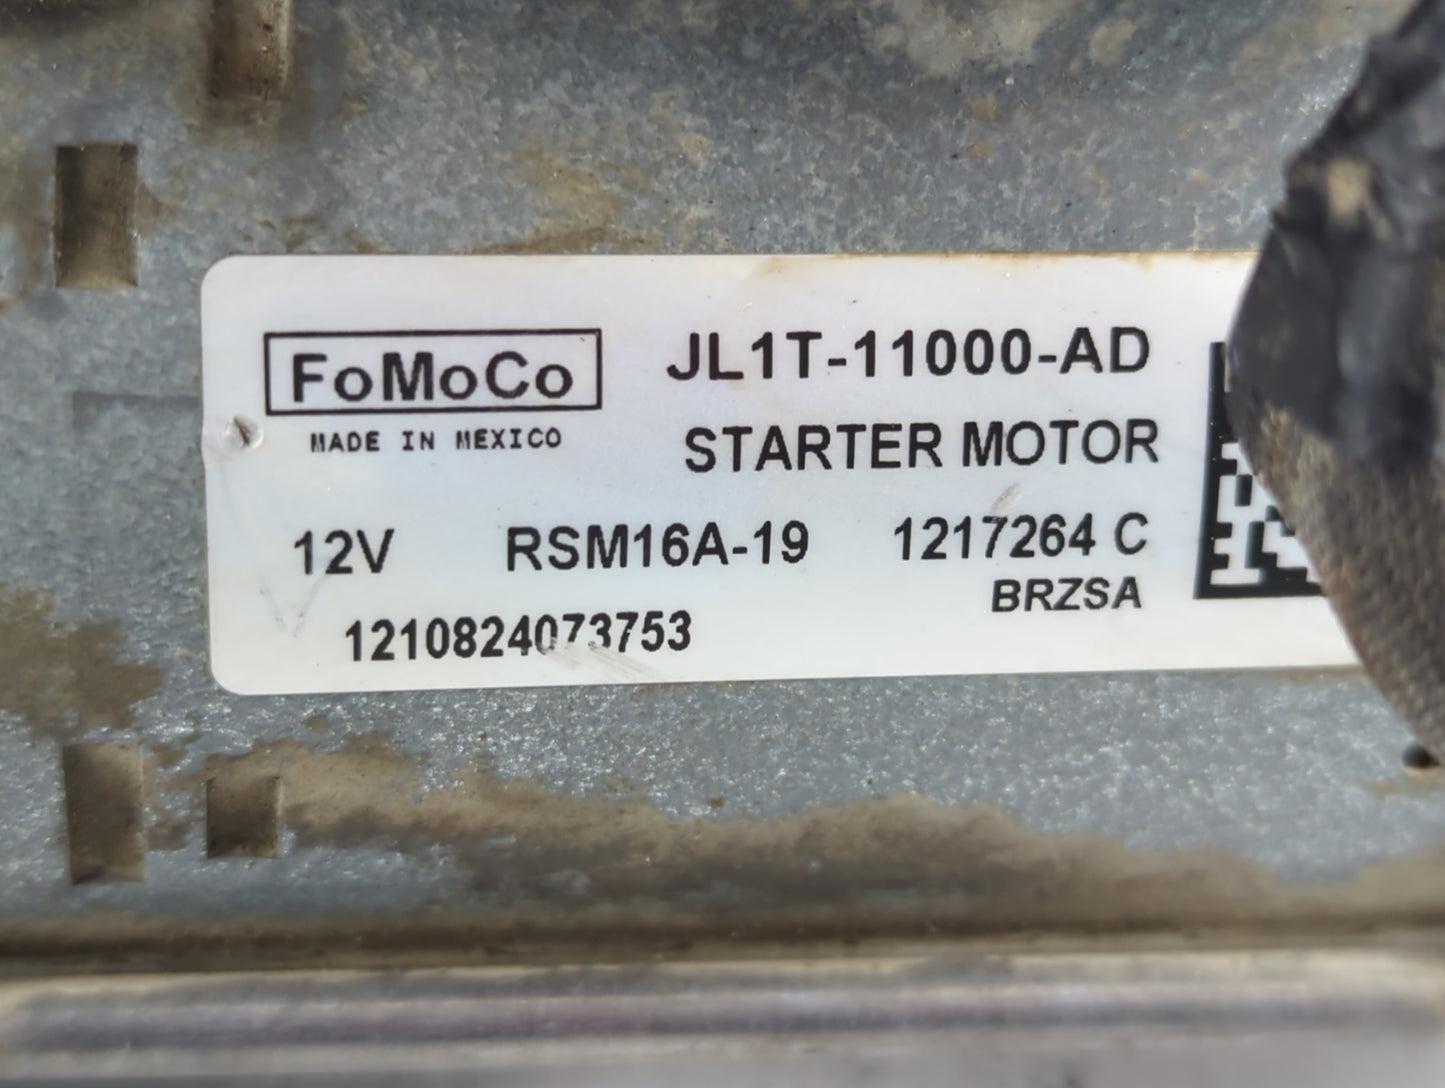 FoMoCo JL1T-11000-AD
MADE IN MEXICO STARTER MOTOR
12V RSM16A-19 1217264 C
BRZSA
1210824073753